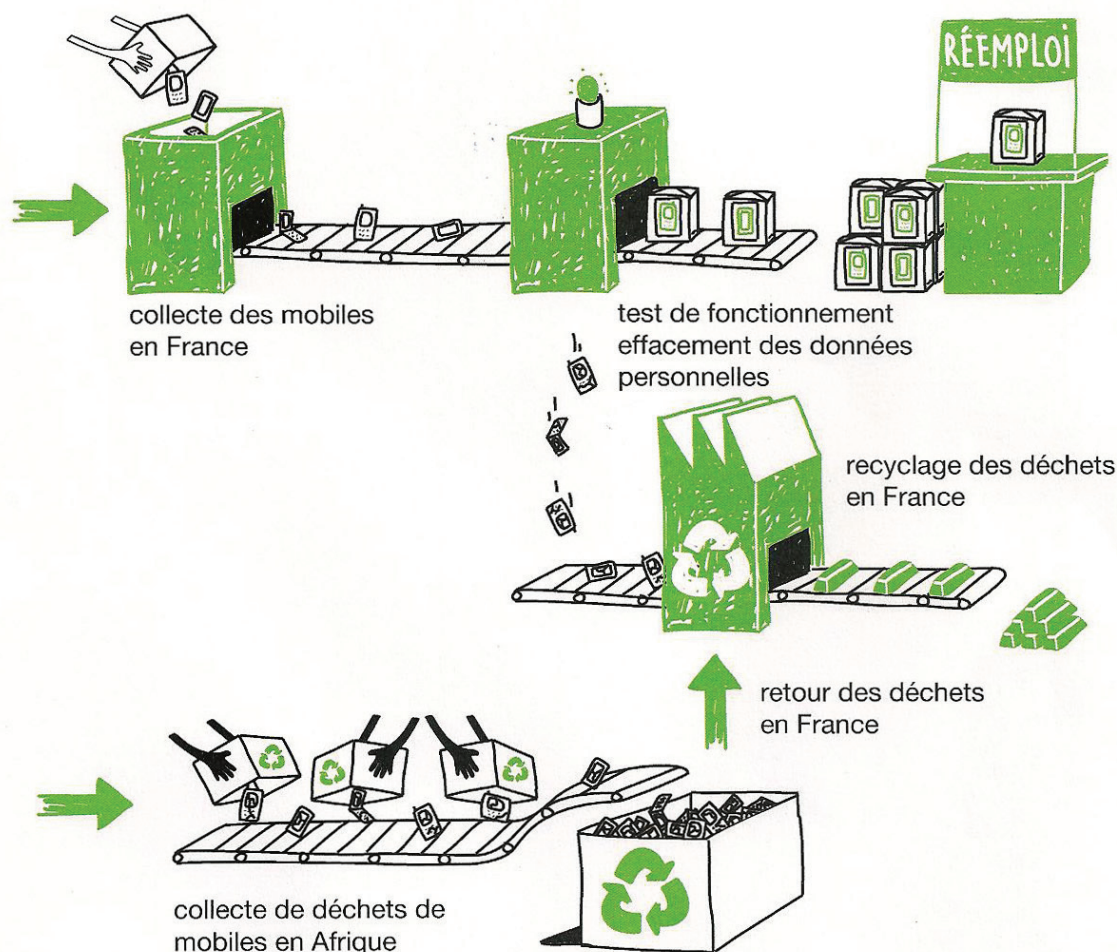 RÉEMPLOI
collecte des mobiles
en France
test de fonctionnement
effacement des données
personnelles
recyclage des déchets
en France
retour des déchets
en France
collecte de déchets de
mobiles en Afrique